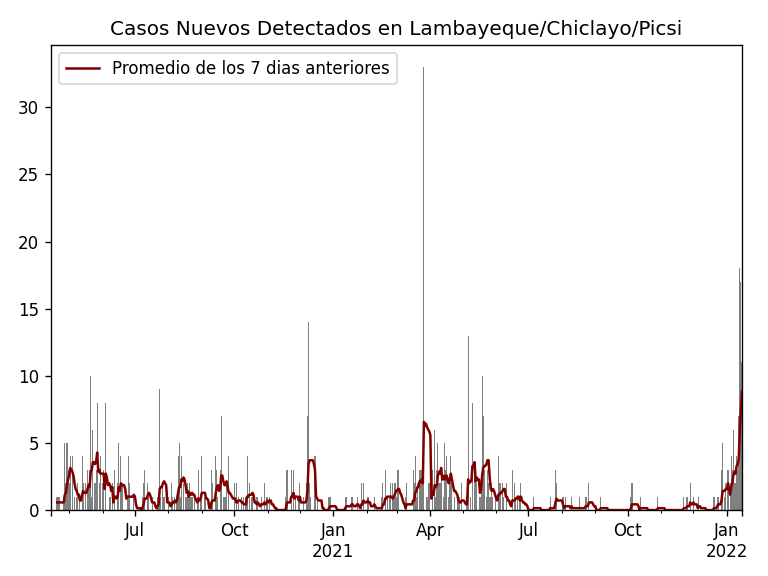 Casos Nuevos Detectados en Lambayeque/Chiclayo/Picsi
Promedio de los 7 dias anteriores
30
25
20
15
10
5
0
Jul
Oct
Jan
2021
Apr
Jul
Oct
Jan
2022